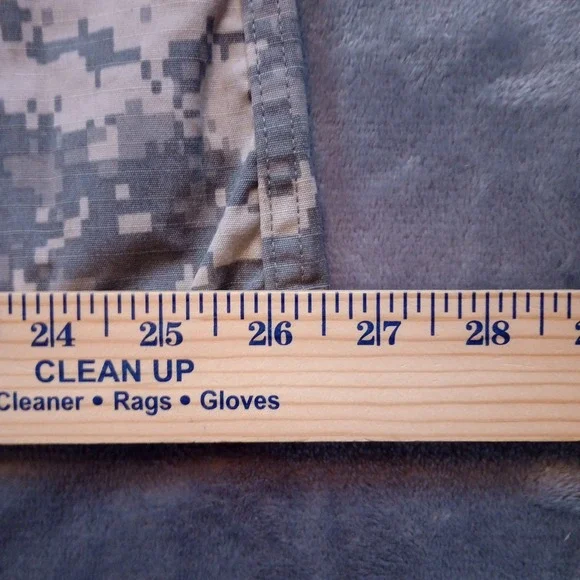 24 25 26 27 28
CLEAN UP
Cleaner • Rags • Gloves